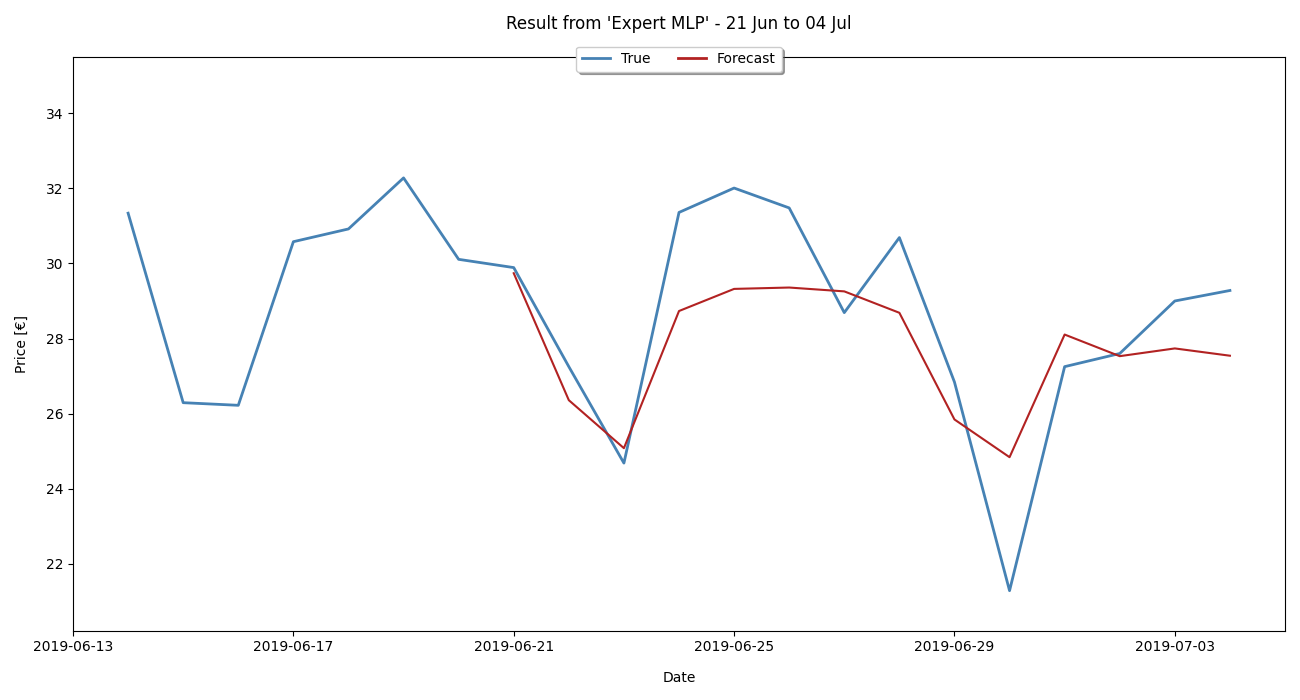 Result from 'Expert MLP' - 21 Jun to 04 Jul
True Forecast
34
32
30
28
26
24
22
Price [€]
2019-06-13 2019-06-17 2019-06-21 2019-06-25 2019-06-29 2019-07-03
Date